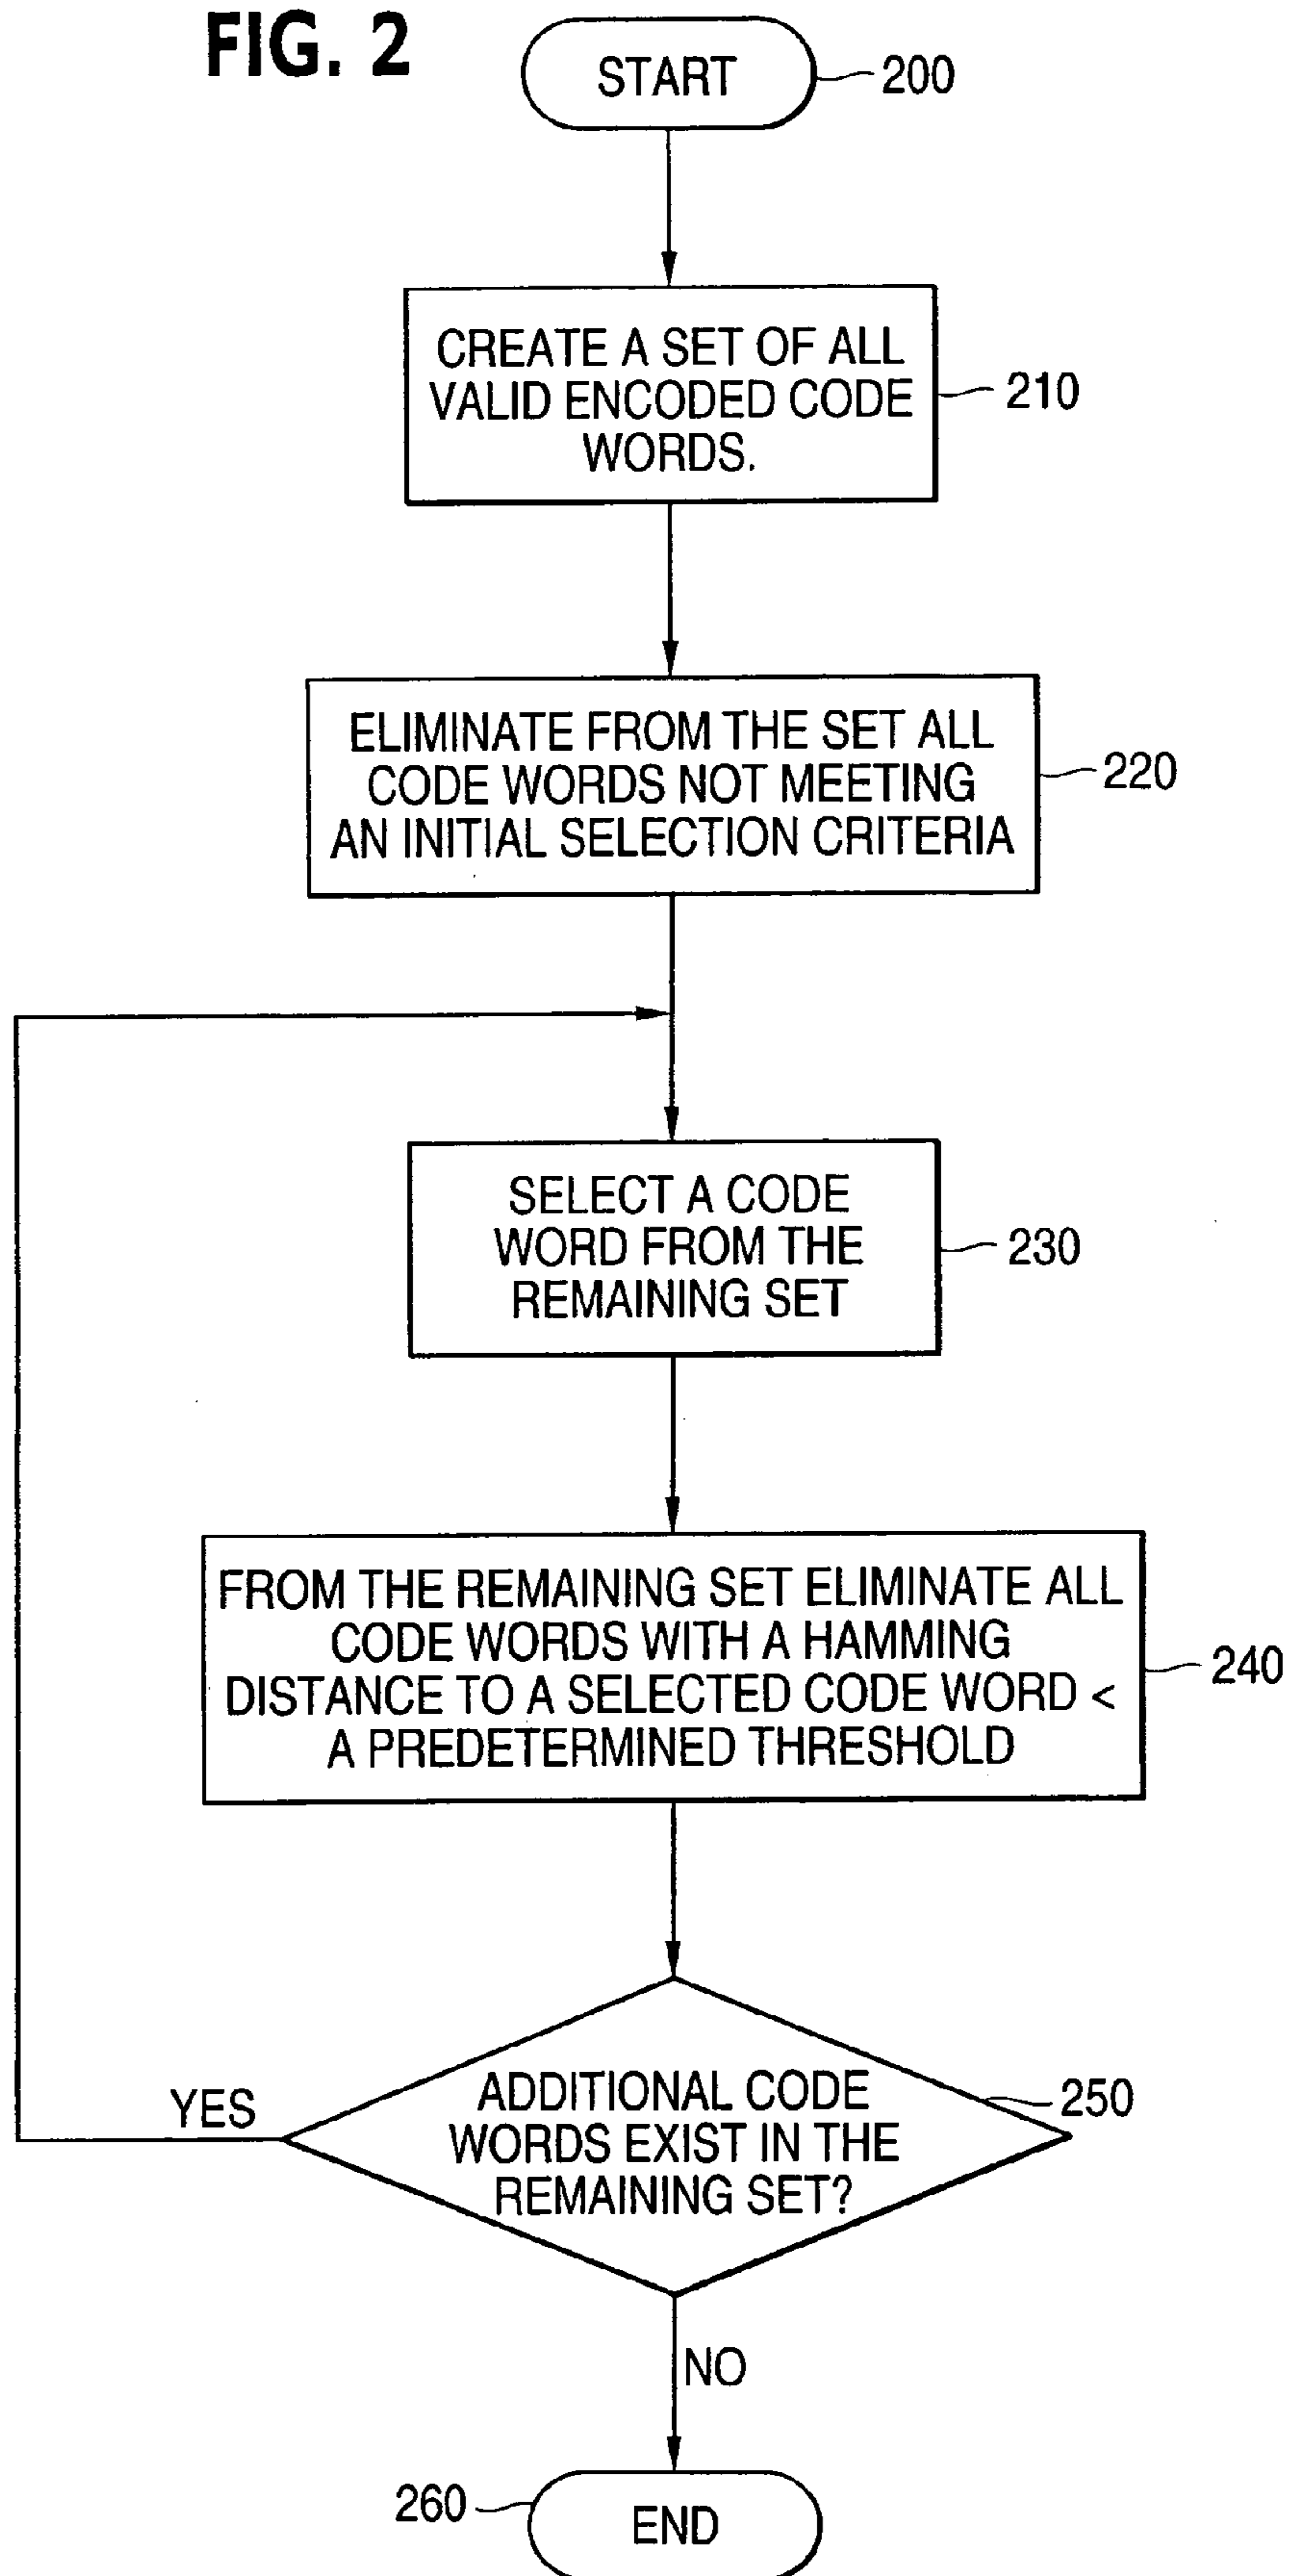 FIG. 2
START
200
CREATE A SET OF ALL
VALID ENCODED CODE
WORDS.
210
ELIMINATE FROM THE SET ALL
CODE WORDS NOT MEETING
AN INITIAL SELECTION CRITERIA
220
SELECT A CODE
WORD FROM THE
REMAINING SET
230
FROM THE REMAINING SET ELIMINATE ALL
CODE WORDS WITH A HAMMING
DISTANCE TO A SELECTED CODE WORD <
A PREDETERMINED THRESHOLD
240
YES
ADDITIONAL CODE
WORDS EXIST IN THE
REMAINING SET?
250
NO
260
END